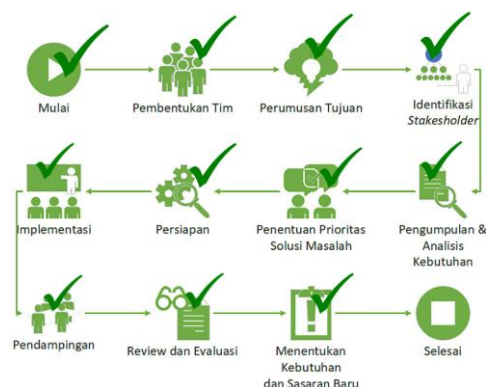 Mulai
Pembentukan Tim
Perumusan Tujuan
Identifikasi
Stakesholder
Pengumpulan &
Analisis
Kebutuhan
Penentuan Prioritas
Solusi Masalah
Persiapan
Implementasi
Pendampingan
Review dan Evaluasi
Menentukan
Kebutuhan
dan Sasaran Baru
Selesai